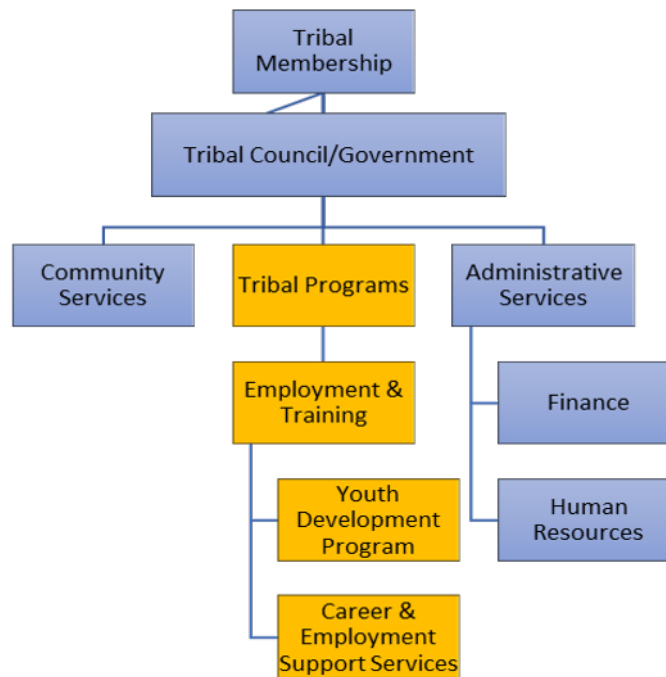 Tribal
Membership
Tribal Council/Government
Community
Services
Tribal Programs
Administrative
Services
Employment &
Training
Finance
Youth
Development
Program
Human
Resources
Career &
Employment
Support Services